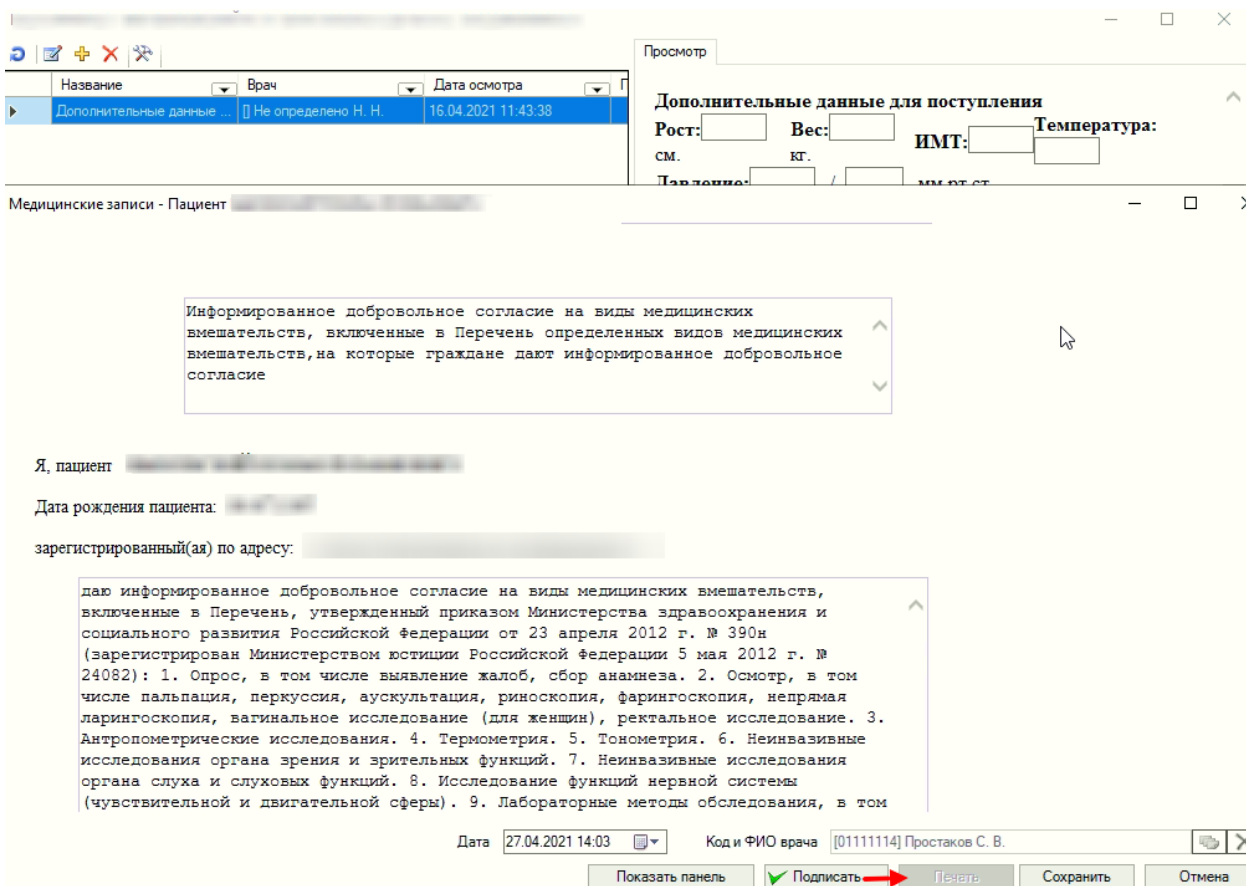 Просмотр
Название Врач Дата осмотра
Дополнительные данные ... [] Не определено Н. Н. 16.04.2021 11:43:38
Дополнительные данные для поступления
Рост: Вес: ИМТ: Температура:
см. кг.
Давление: / мм рт ст
Медицинские записи - Пациент
Информированное добровольное согласие на виды медицинских
вмешательств, включенные в Перечень определенных видов медицинских
вмешательств,на которые граждане дают информированное добровольное
согласие
Я, пациент
Дата рождения пациента:
зарегистрированный(ая) по адресу:
даю информированное добровольное согласие на виды медицинских вмешательств,
включенные в Перечень, утвержденный приказом Министерства здравоохранения и
социального развития Российской Федерации от 23 апреля 2012 г. № 390н
(зарегистрирован Министерством юстиции Российской Федерации 5 мая 2012 г. №
24082): 1. Опрос, в том числе выявление жалоб, сбор анамнеза. 2. Осмотр, в том
числе пальпация, перкуссия, аускультация, риноскопия, фарингоскопия, непрямая
ларингоскопия, вагинальное исследование (для женщин), ректальное исследование. 3.
Антропометрические исследования. 4. Термометрия. 5. Тонометрия. 6. Неинвазивные
исследования органа зрения и зрительных функций. 7. Неинвазивные исследования
органа слуха и слуховых функций. 8. Исследование функций нервной системы
(чувствительной и двигательной сферы). 9. Лабораторные методы обследования, в том
Дата 27.04.2021 14:03 Код и ФИО врача [01111114] Простаков С. В.
Показать панель Подписать Печать Сохранить Отмена